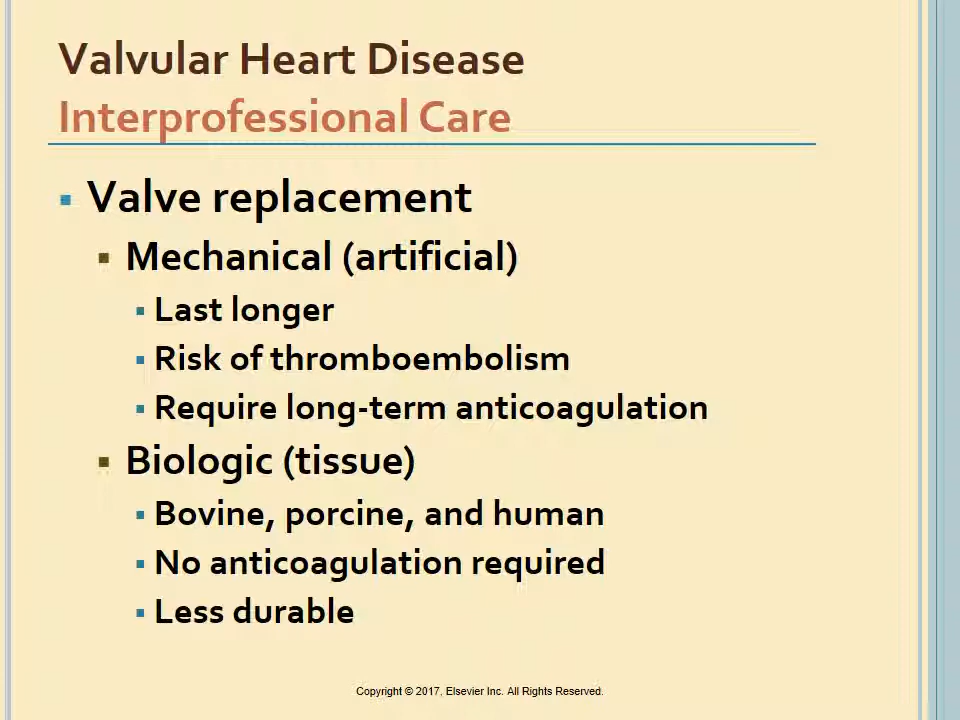 Valvular Heart Disease
Interprofessional Care
Valve replacement
Mechanical (artificial)
Last longer
Risk of thromboembolism
Require long-term anticoagulation
Biologic (tissue)
Bovine, porcine, and human
No anticoagulation required
Less durable
Copyright © 2017, Elsevier Inc. All Rights Reserved.